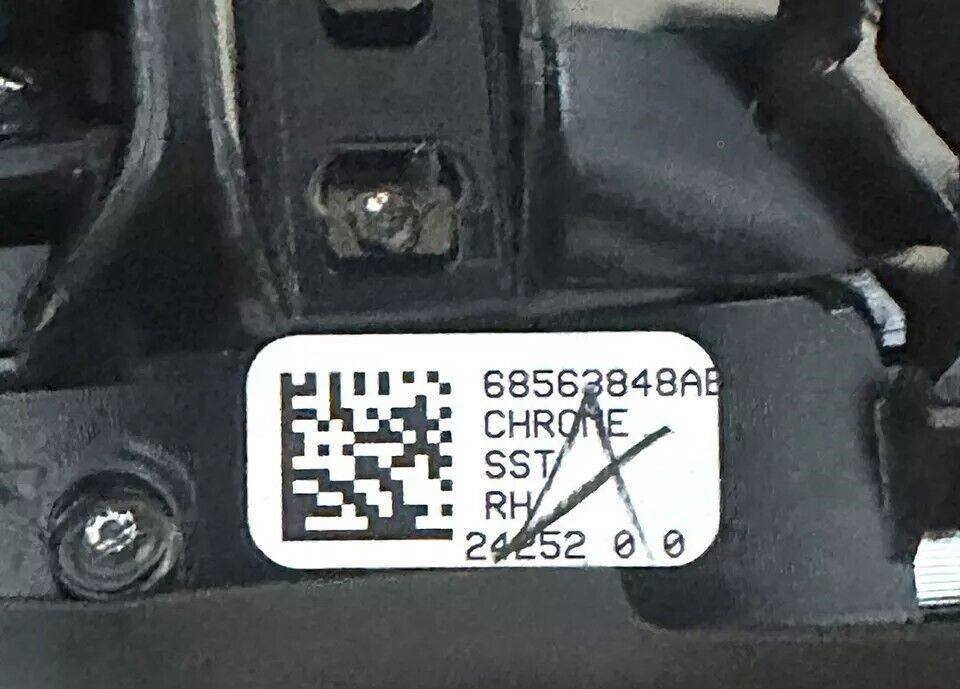 68563848AB
CHROME
SST
RH
24252 0 0